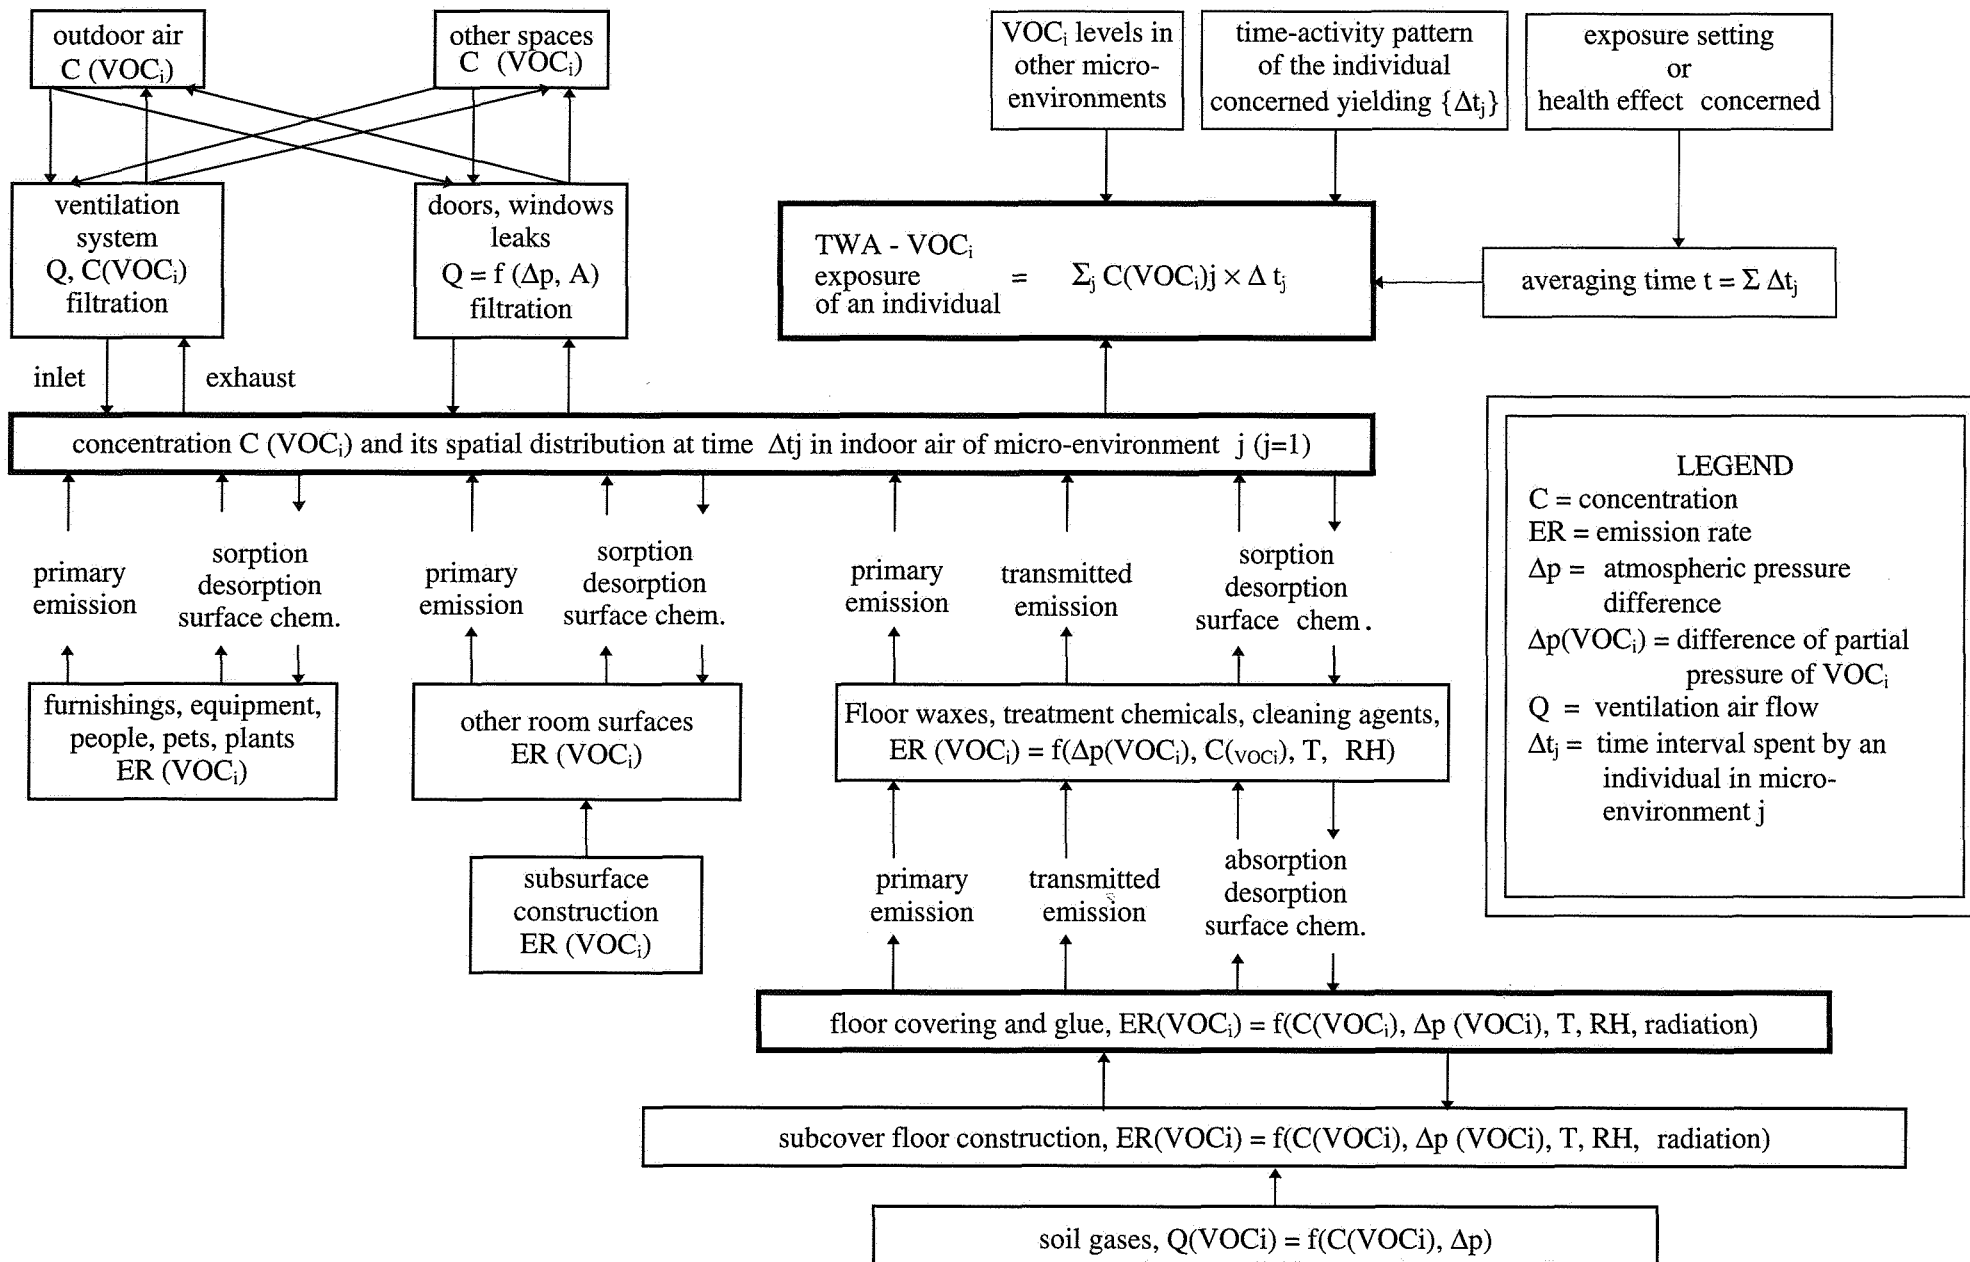 outdoor air
C (VOCᵢ)
other spaces
C (VOCᵢ)
VOCᵢ levels in
other micro-
environments
time-activity pattern
of the individual
concerned yielding {Δtⱼ}
exposure setting
or
health effect concerned
ventilation
system
Q, C(VOCᵢ)
filtration
doors, windows
leaks
Q = f (Δp, A)
filtration
TWA - VOCᵢ
exposure
of an individual
= Σⱼ C(VOCᵢ)j × Δ tⱼ
averaging time t = Σ Δtⱼ
inlet
exhaust
concentration C (VOCᵢ) and its spatial distribution at time Δtj in indoor air of micro-environment j (j=1)
primary
emission
sorption
desorption
surface chem.
primary
emission
sorption
desorption
surface chem.
primary
emission
transmitted
emission
sorption
desorption
surface chem.
furnishings, equipment,
people, pets, plants
ER (VOCᵢ)
other room surfaces
ER (VOCᵢ)
Floor waxes, treatment chemicals, cleaning agents,
ER (VOCᵢ) = f(Δp(VOCᵢ), C(VOCi), T, RH)
subsurface
construction
ER (VOCᵢ)
primary
emission
transmitted
emission
absorption
desorption
surface chem.
floor covering and glue, ER(VOCᵢ) = f(C(VOCᵢ), Δp (VOCi), T, RH, radiation)
subcover floor construction, ER(VOCi) = f(C(VOCi), Δp (VOCi), T, RH, radiation)
soil gases, Q(VOCi) = f(C(VOCi), Δp)
LEGEND
C = concentration
ER = emission rate
Δp = atmospheric pressure
difference
Δp(VOCᵢ) = difference of partial
pressure of VOCᵢ
Q = ventilation air flow
Δtⱼ = time interval spent by an
individual in micro-
environment j